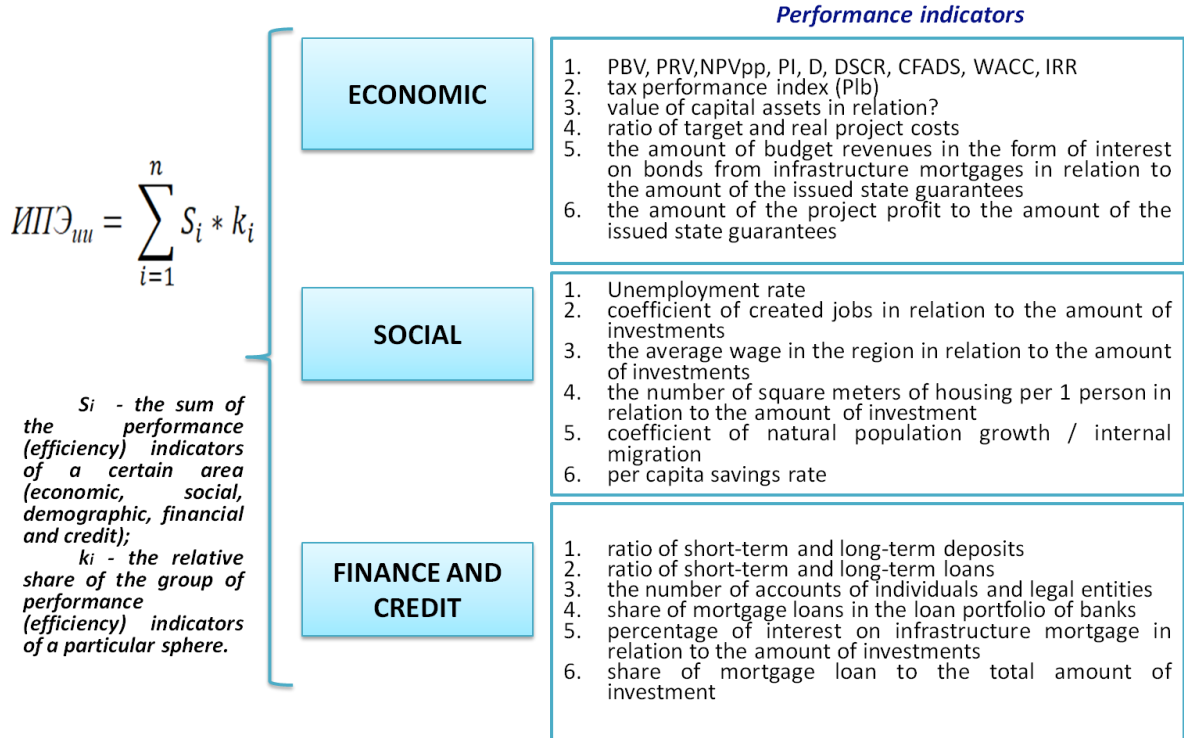 Performance indicators
ИПЭии = n ∑ i=1 Si * ki
Si - the sum of
the performance
(efficiency) indicators
of a certain area
(economic, social,
demographic, financial
and credit);
ki - the relative
share of the group of
performance
(efficiency) indicators
of a particular sphere.
ECONOMIC
1. PBV, PRV,NPVpp, PI, D, DSCR, CFADS, WACC, IRR
2. tax performance index (Plb)
3. value of capital assets in relation?
4. ratio of target and real project costs
5. the amount of budget revenues in the form of interest
on bonds from infrastructure mortgages in relation to
the amount of the issued state guarantees
6. the amount of the project profit to the amount of the
issued state guarantees
SOCIAL
1. Unemployment rate
2. coefficient of created jobs in relation to the amount of
investments
3. the average wage in the region in relation to the amount
of investments
4. the number of square meters of housing per 1 person in
relation to the amount of investment
5. coefficient of natural population growth / internal
migration
6. per capita savings rate
FINANCE AND
CREDIT
1. ratio of short-term and long-term deposits
2. ratio of short-term and long-term loans
3. the number of accounts of individuals and legal entities
4. share of mortgage loans in the loan portfolio of banks
5. percentage of interest on infrastructure mortgage in
relation to the amount of investments
6. share of mortgage loan to the total amount of
investment